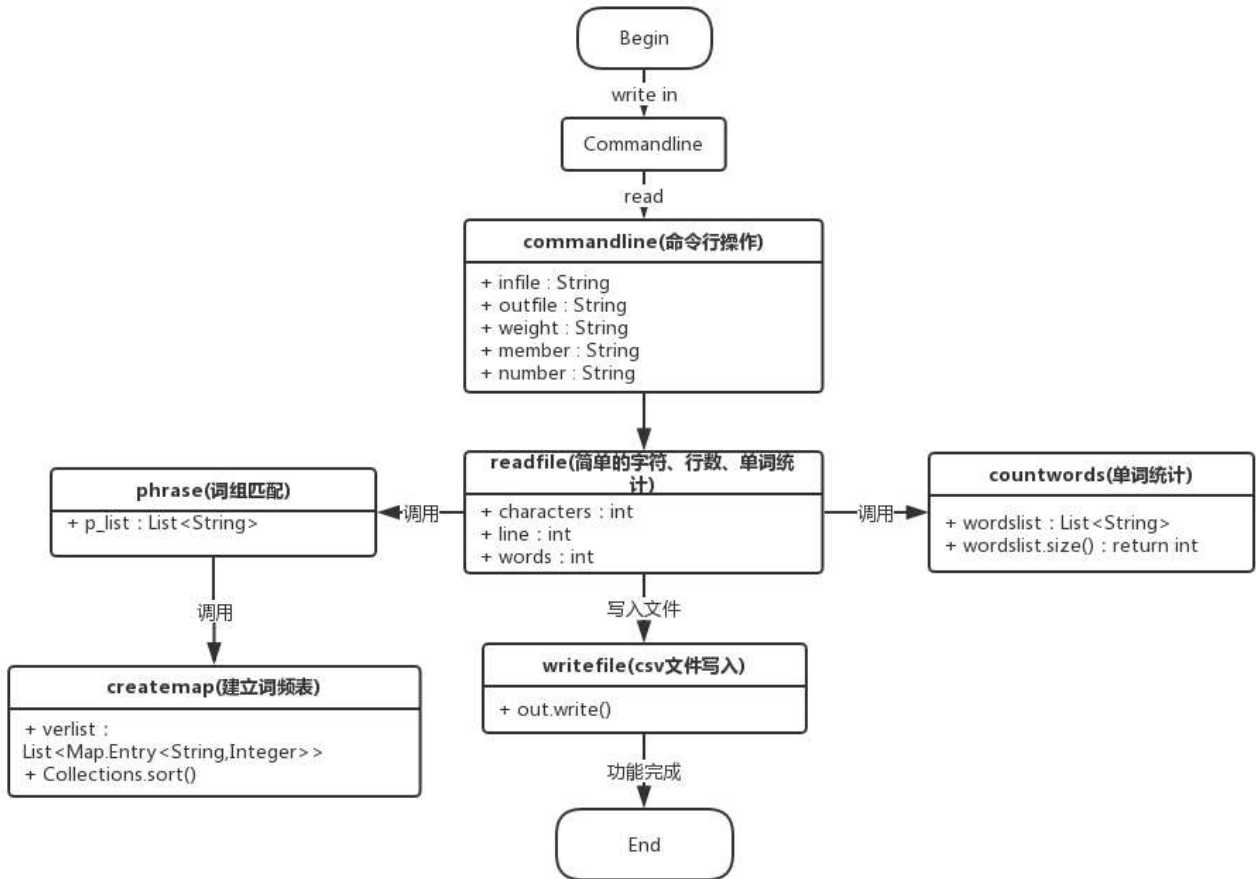 Begin
write in
Commandline
read
commandline(命令行操作)
+ infile : String
+ outfile : String
+ weight : String
+ member : String
+ number : String
readfile(简单的字符、行数、单词统
计)
+ characters : int
+ line : int
+ words : int
调用
phrase(词组匹配)
+ p_list : List<String>
调用
countwords(单词统计)
+ wordslist : List<String>
+ wordslist.size() : return int
调用
createmap(建立词频表)
+ verlist :
List<Map.Entry<String,Integer>>
+ Collections.sort()
写入文件
writefile(csv文件写入)
+ out.write()
功能完成
End